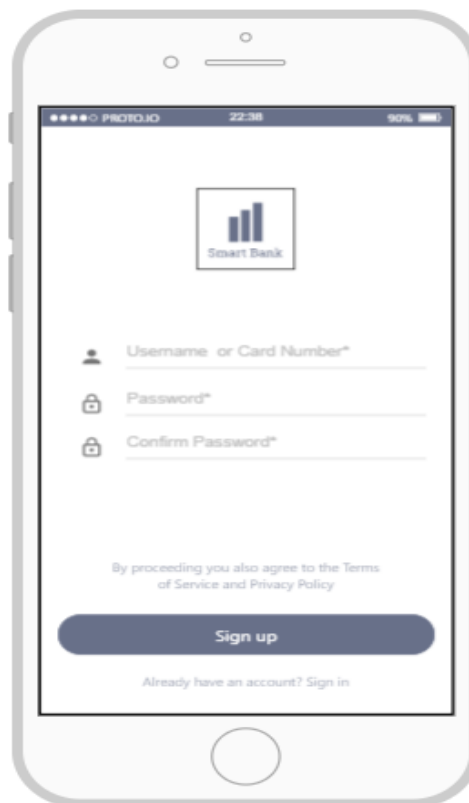 PROTO.IO 22:38 90%
Smart Bank
Username or Card Number*
Password*
Confirm Password*
By proceeding you also agree to the Terms
of Service and Privacy Policy
Sign up
Already have an account? Sign in